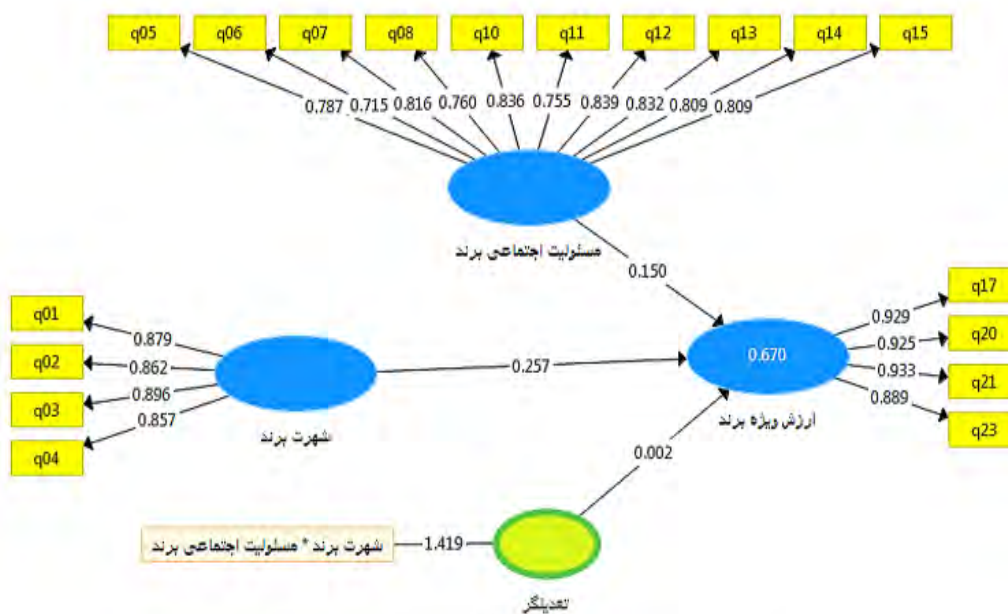 q05 q06 q07 q08 q10 q11 q12 q13 q14 q15
0.787 0.715 0.816 0.760 0.836 0.755 0.839 0.832 0.809 0.809
مسئولیت اجتماعی برند
0.150
q01
q02
q03
q04
0.879
0.862
0.896
0.857
شهرت برند
0.257
0.670
ارزش ویژه برند
q17
q20
q21
q23
0.929
0.925
0.933
0.889
0.002
شهرت برند * مسئولیت اجتماعی برند
1.419
تعدیلگر